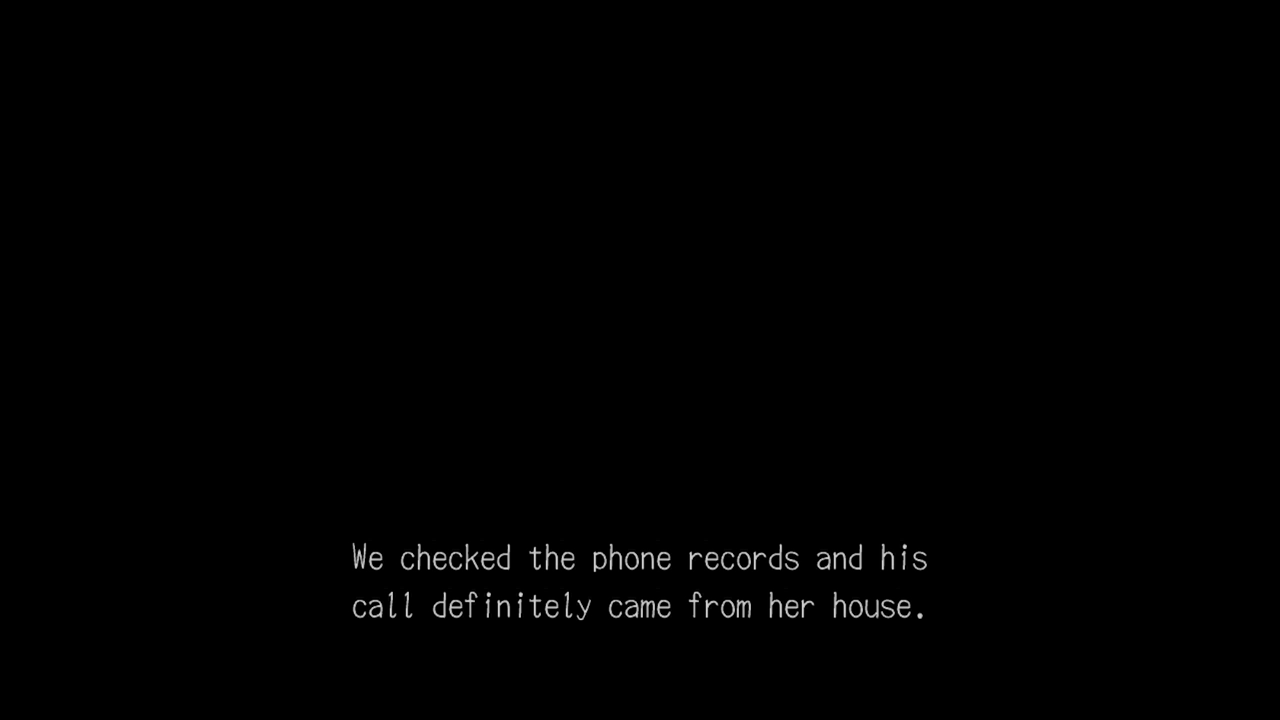 We checked the phone records and his
call definitely came from her house.